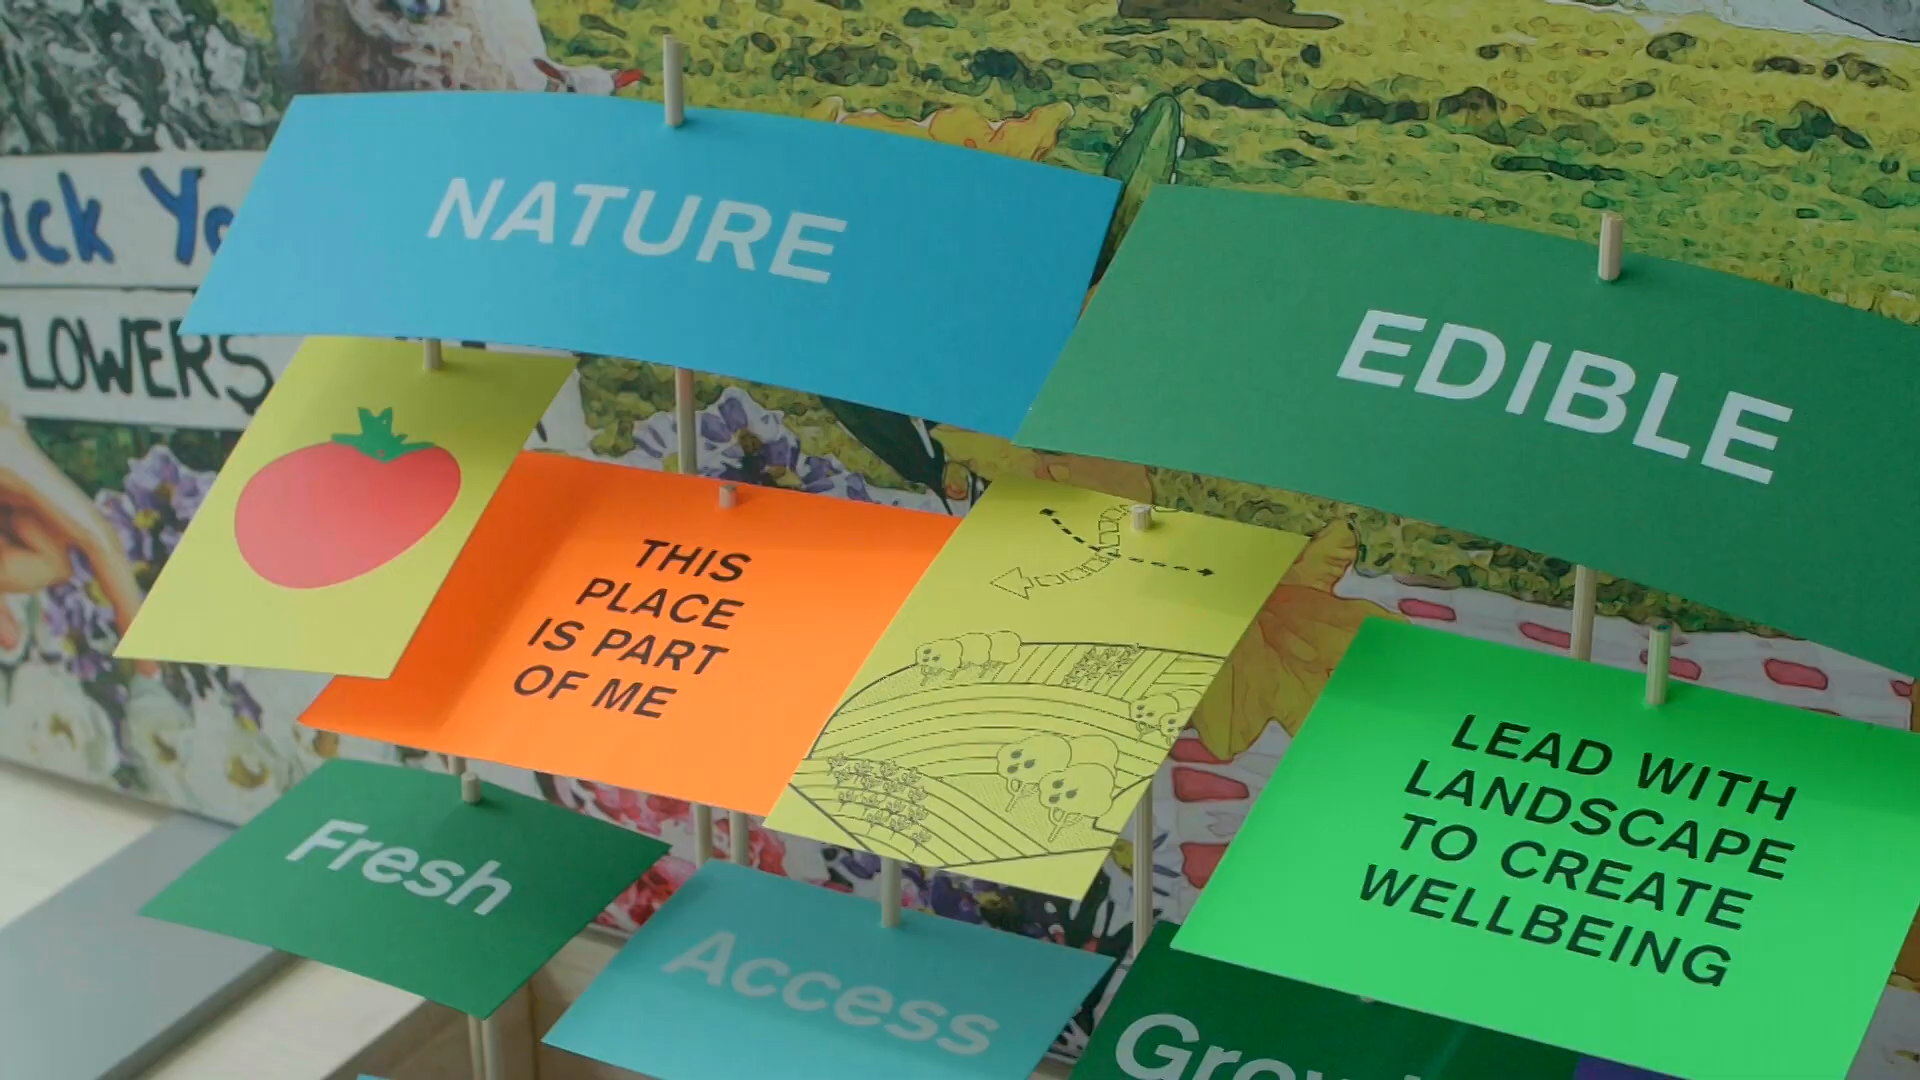 NATURE
EDIBLE
FLOWERS
THIS
PLACE
IS PART
OF ME
LEAD WITH
LANDSCAPE
TO CREATE
WELLBEING
Fresh
Access